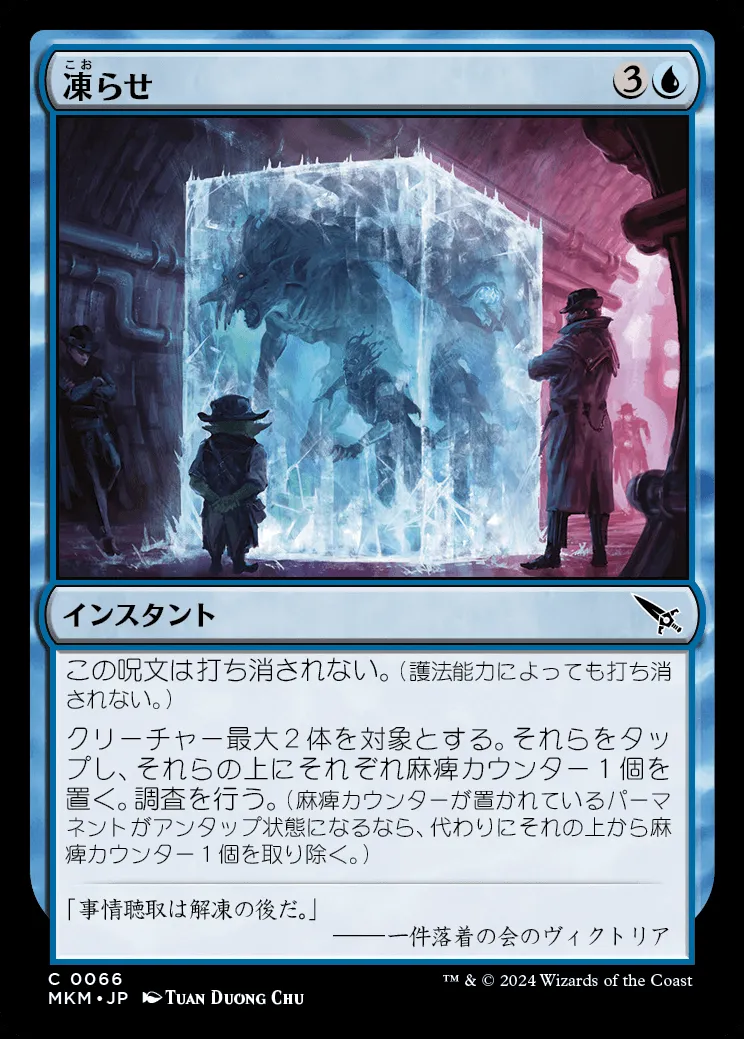 こお
凍らせ
3
インスタント
この呪文は打ち消されない。(護法能力によっても打ち消
されない。)
クリーチャー最大2体を対象とする。それらをタッ
プし、それらの上にそれぞれ麻痺カウンター1個を
置く。調査を行う。(麻痺カウンターが置かれているパーマ
ネントがアンタップ状態になるなら、代わりにそれの上から麻
痺カウンター1個を取り除く。)
「事情聴取は解凍の後だ。」
——一件落着の会のヴィクトリア
C 0066
MKM • JP Tuan Duong Chu
™ & © 2024 Wizards of the Coast